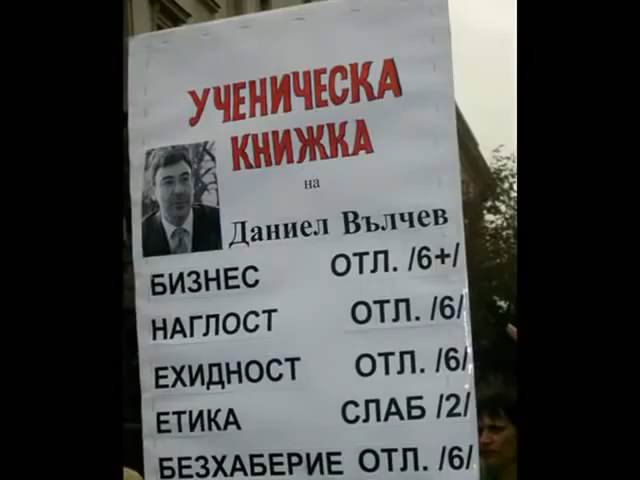 УЧЕНИЧЕСКА
КНИЖКА
на
Даниел Вълчев
БИЗНЕС ОТЛ. /6+/
НАГЛОСТ ОТЛ. /6/
ЕХИДНОСТ ОТЛ. /6/
ЕТИКА СЛАБ /2/
БЕЗХАБЕРИЕ ОТЛ. /6/